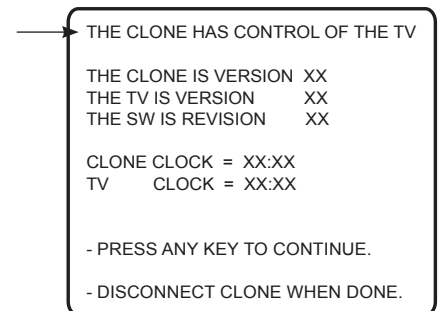 THE CLONE HAS CONTROL OF THE TV
THE CLONE IS VERSION XX
THE TV IS VERSION XX
THE SW IS REVISION XX
CLONE CLOCK = XX:XX
TV CLOCK = XX:XX
- PRESS ANY KEY TO CONTINUE.
- DISCONNECT CLONE WHEN DONE.